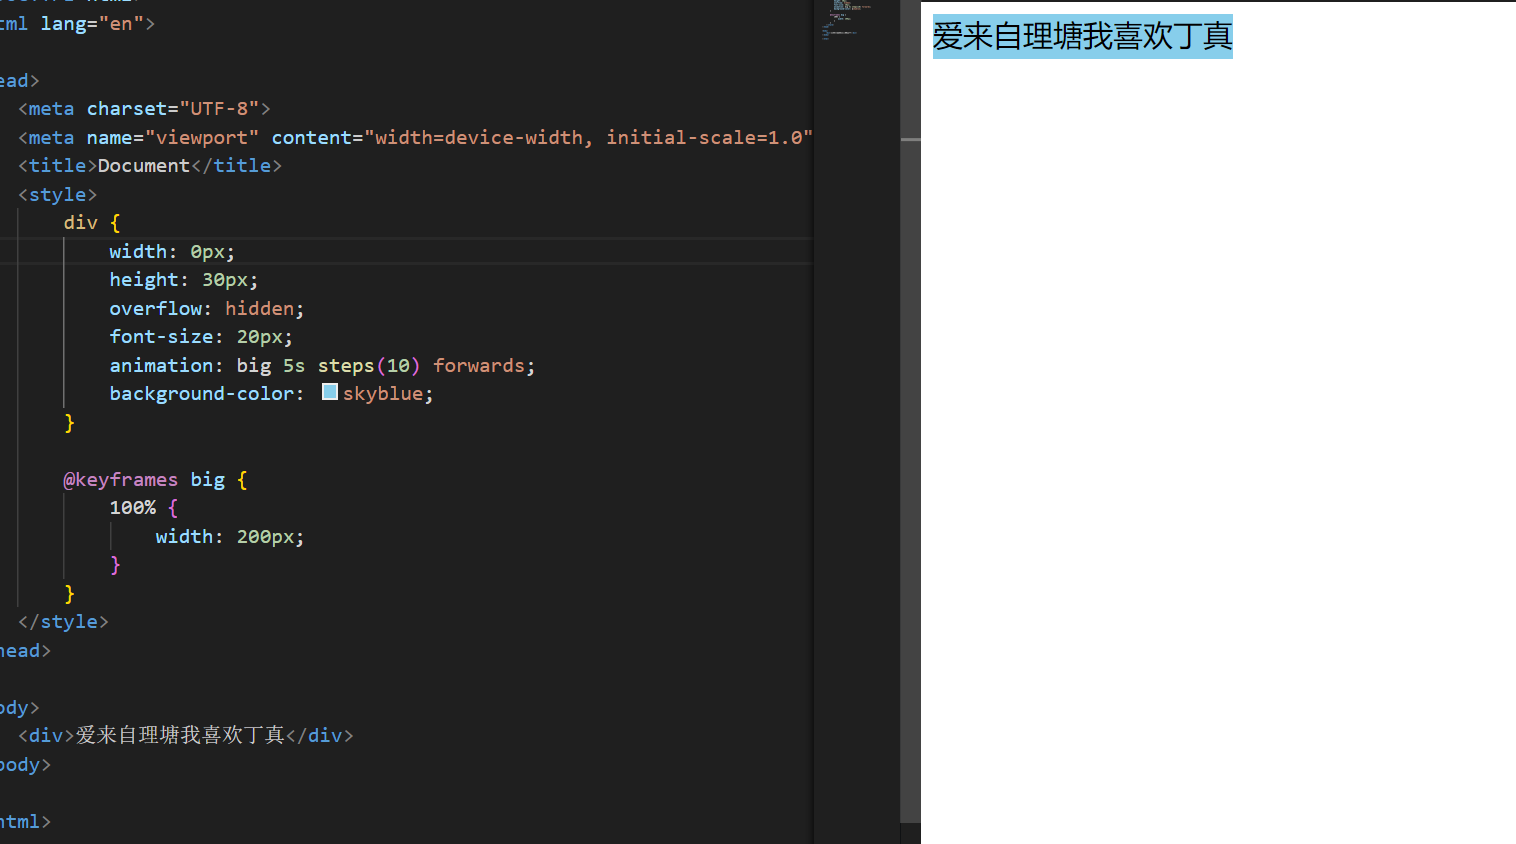 tml lang="en">
ead>
<meta charset="UTF-8">
<meta name="viewport" content="width=device-width, initial-scale=1.0"
<title>Document</title>
<style>
div {
width: 0px;
height: 30px;
overflow: hidden;
font-size: 20px;
animation: big 5s steps(10) forwards;
background-color: skyblue;
}
@keyframes big {
100% {
width: 200px;
}
}
</style>
head>
ody>
<div>爱来自理塘我喜欢丁真</div>
body>
html>
爱来自理塘我喜欢丁真